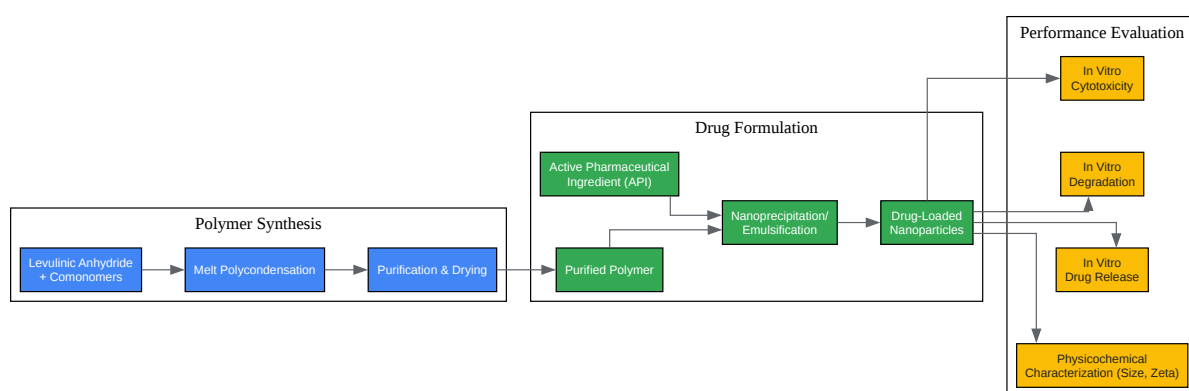 Polymer Synthesis
Levulinic Anhydride
+ Comonomers
Melt Polycondensation
Purification & Drying
Drug Formulation
Active Pharmaceutical
Ingredient (API)
Purified Polymer
Nanoprecipitation/
Emulsification
Drug-Loaded
Nanoparticles
Performance Evaluation
In Vitro
Cytotoxicity
In Vitro
Degradation
In Vitro
Drug Release
Physicochemical
Characterization (Size, Zeta)